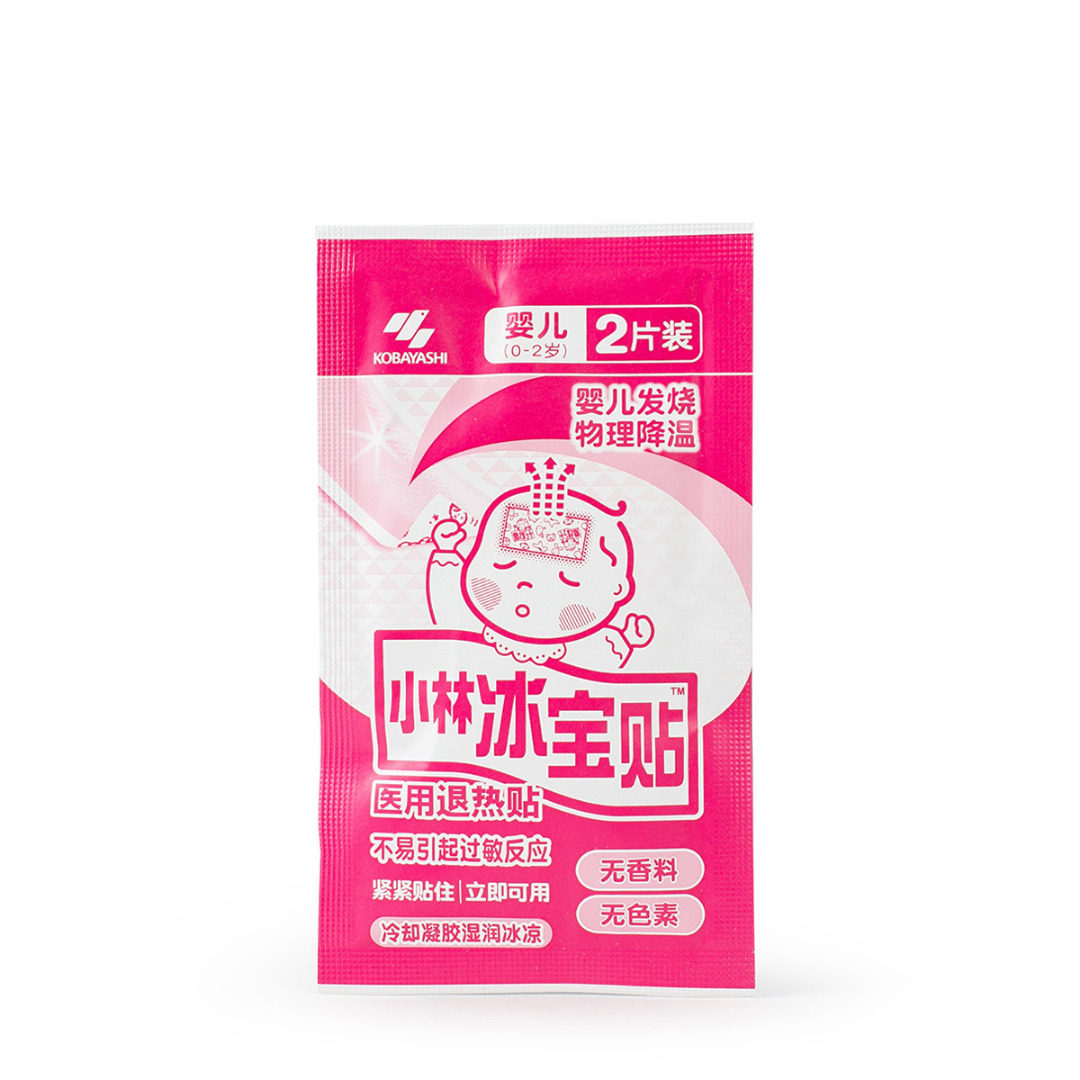 KOBAYASHI
婴儿
(0-2岁)
2片装
婴儿发烧
物理降温
小林冰宝贴™
医用退热贴
不易引起过敏反应
紧紧贴住|立即可用
冷却凝胶湿润冰凉
无香料
无色素